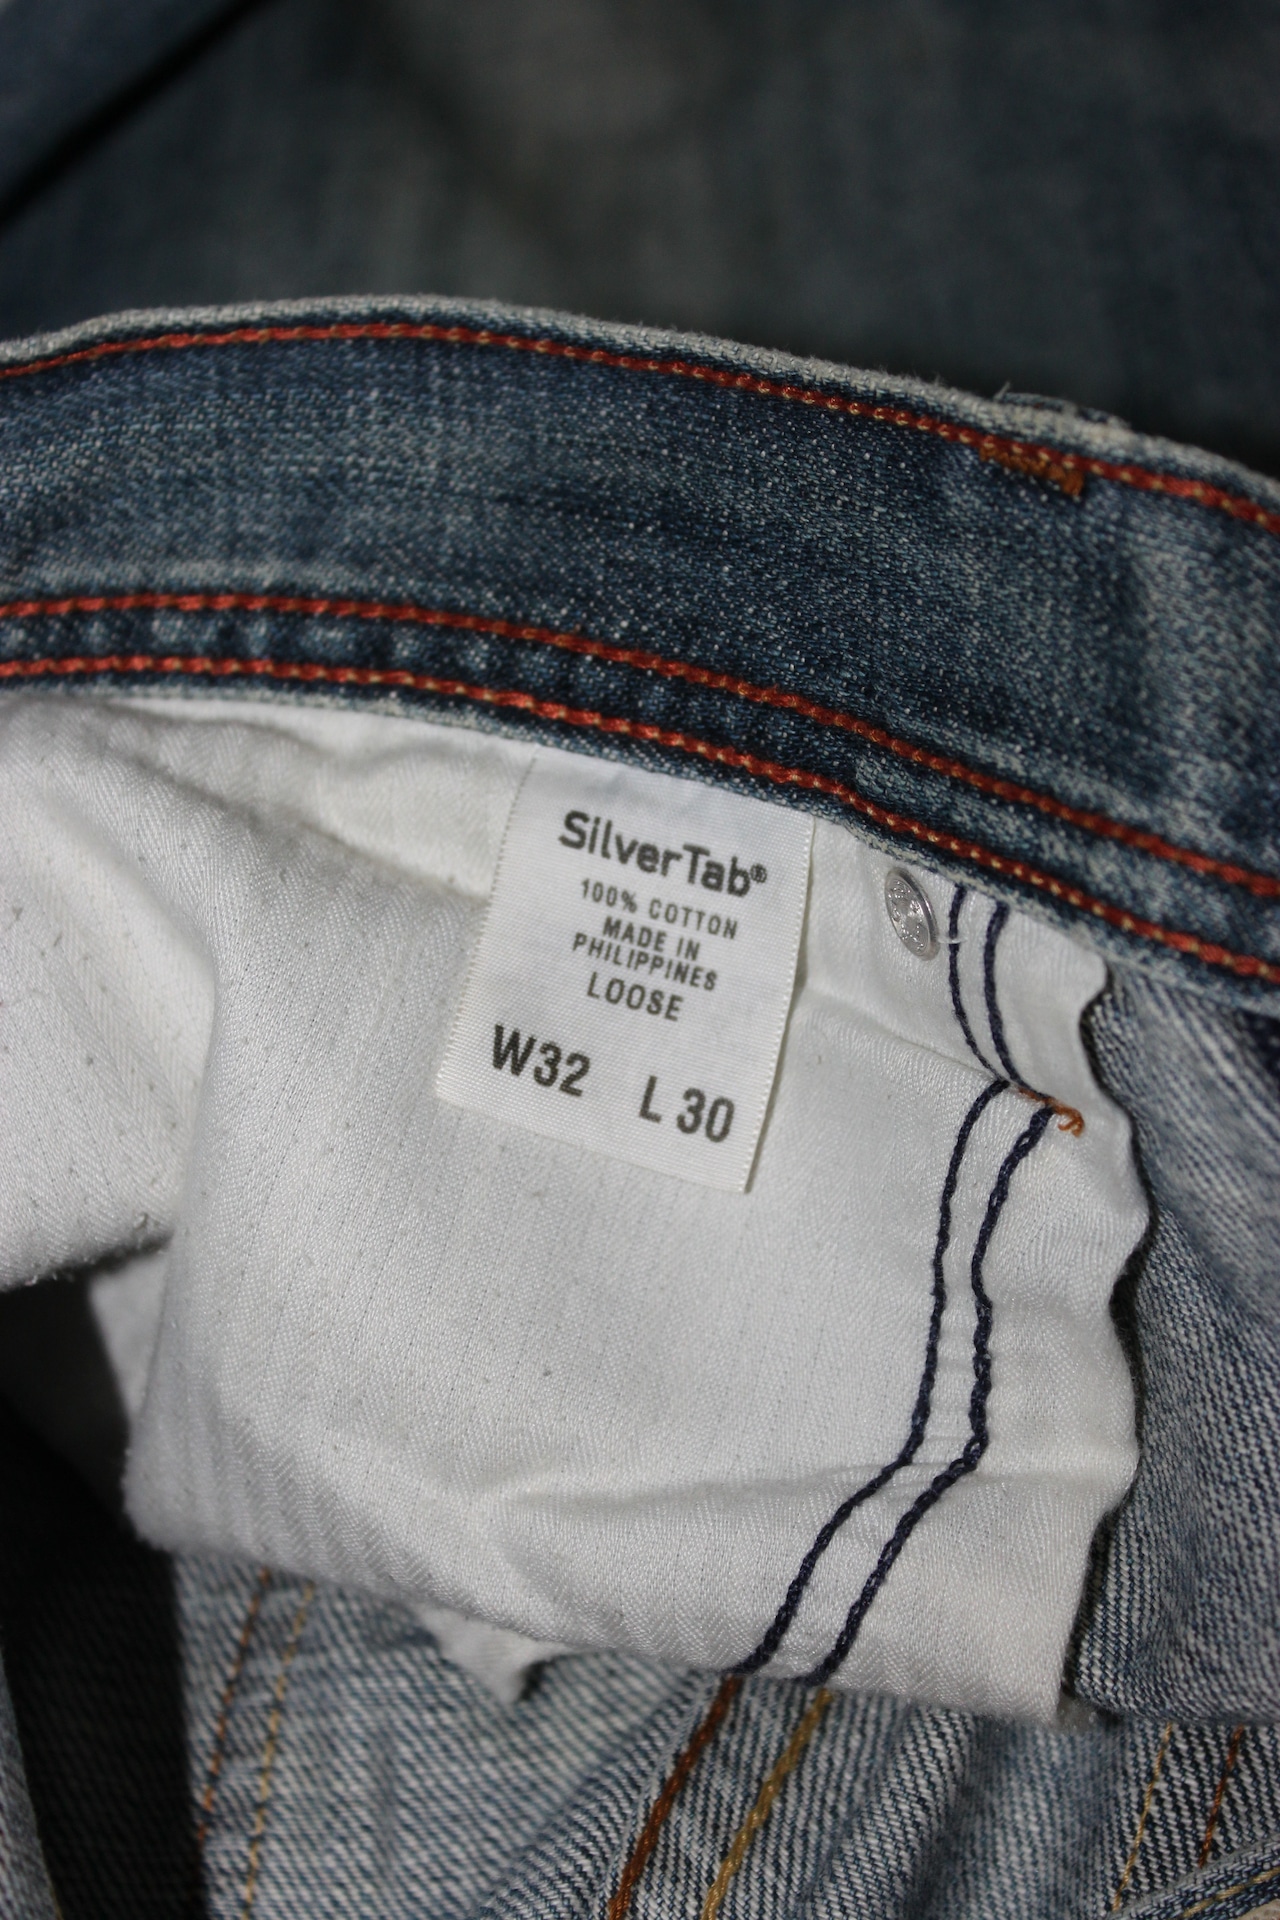 SilverTab®
100% COTTON
MADE IN
PHILIPPINES
LOOSE
W32 L 30